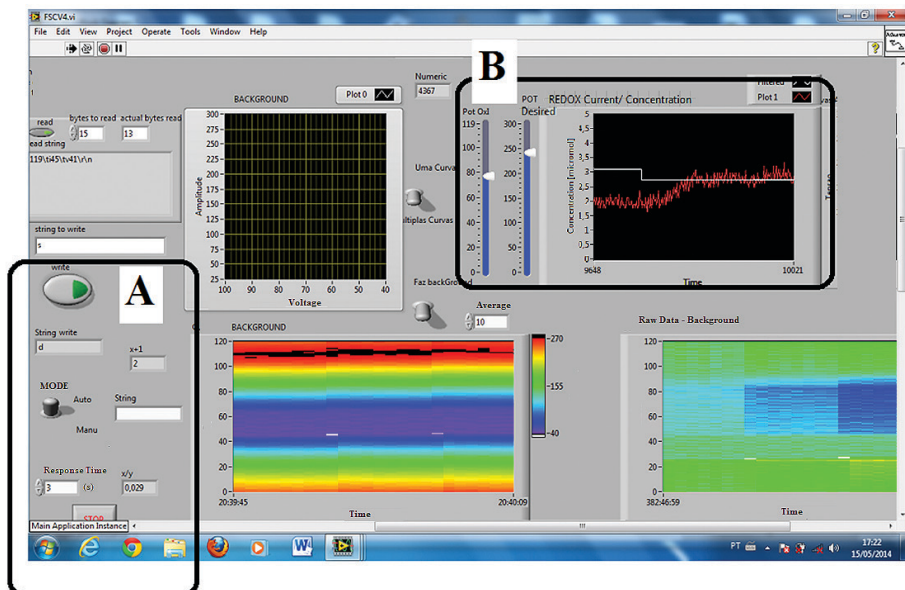 FSCV4.vi
File Edit View Project Operate Tools Window Help
Numeric
4367
B
BACKGROUND
Plot 0
Amplitude
300
275
250
225
200
175
150
125
100
75
50
25
100 90 80 70 60 50 40
Voltage
read
bytes to read
15
actual bytes read
13
ead string
119\ti45\tv41\r\n
string to write
s
Uma Curva
ltiplas Curvas
Faz backGround
Average
10
Pot Oxl
119
100
80
60
40
20
0
POT
Desired
300
250
200
150
100
50
0
REDOX Current/ Concentration
Filtered
Plot 1
Concentration [micromol]
5
4,5
4
3,5
3
2,5
2
1,5
1
0,5
0
9648
10021
Time
A
write
String write
d
x+1
2
MODE
Auto
Manu
String
Response Time
3
(s)
x/y
0,029
STOP
Main Application Instance
BACKGROUND
120
100
80
60
40
20
0
20:39:45
20:40:09
Time
270
155
40
Raw Data - Background
120
100
80
60
40
20
0
382:46:59
Time
PT
17:22
15/05/2014